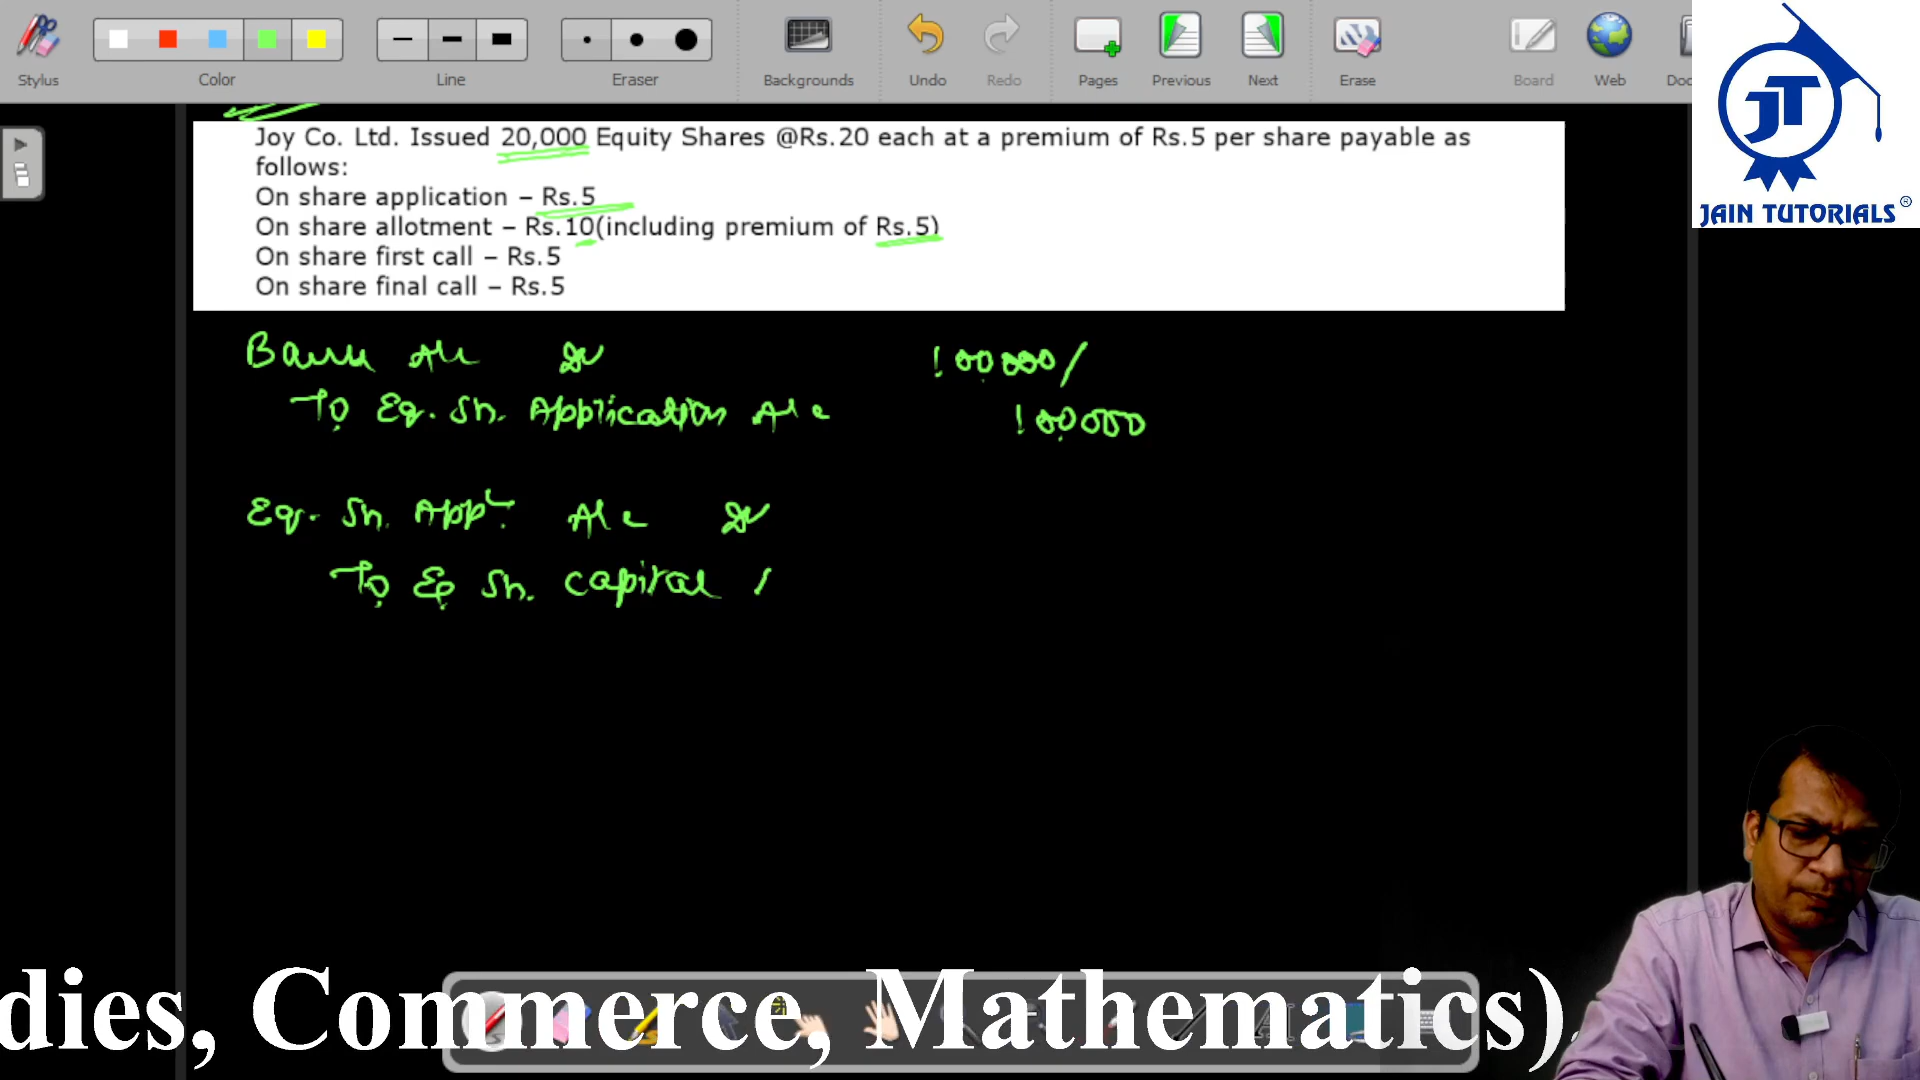 Stylus
Color
Line
Eraser
Backgrounds
Undo
Redo
Pages
Previous
Next
Erase
Board
Web
Doc
JT
JAIN TUTORIALS®
Joy Co. Ltd. Issued 20,000 Equity Shares @Rs.20 each at a premium of Rs.5 per share payable as
follows:
On share application – Rs.5
On share allotment – Rs.10(including premium of Rs.5)
On share first call – Rs.5
On share final call – Rs.5
Bank A/c Dr 100000/
To Eq. Sh. Application A/c 100000
Eq. Sh. Appl. A/c Dr
To Eq Sh. capital
dies, Commerce, Mathematics)